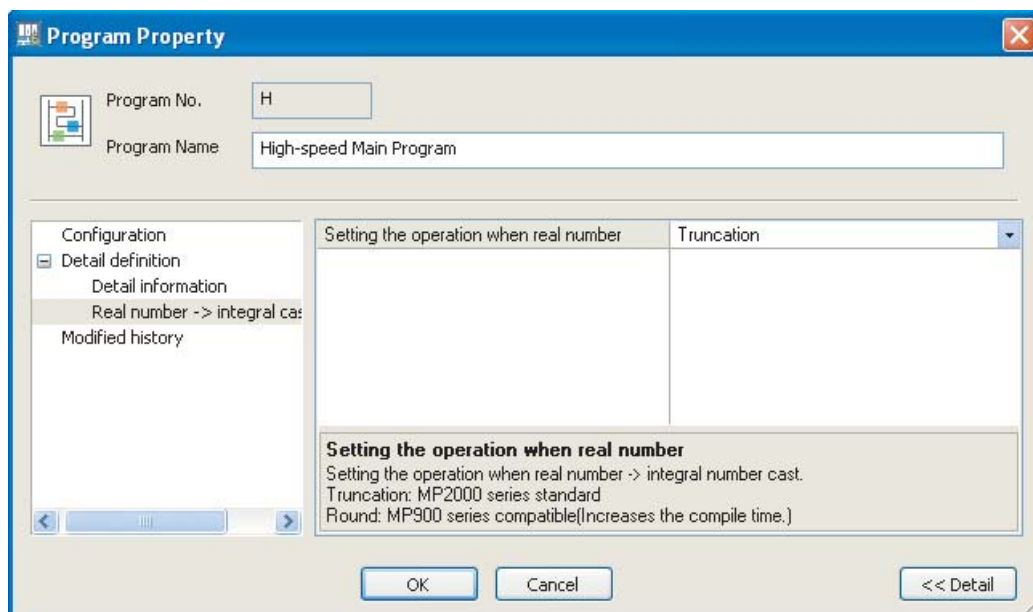 Program Property
Program No.
H
Program Name
High-speed Main Program
Configuration
Detail definition
Detail information
Real number -> integral cas
Modified history
Setting the operation when real number
Truncation
Setting the operation when real number
Setting the operation when real number -> integral number cast.
Truncation: MP2000 series standard
Round: MP900 series compatible(Increases the compile time.)
OK
Cancel
<< Detail